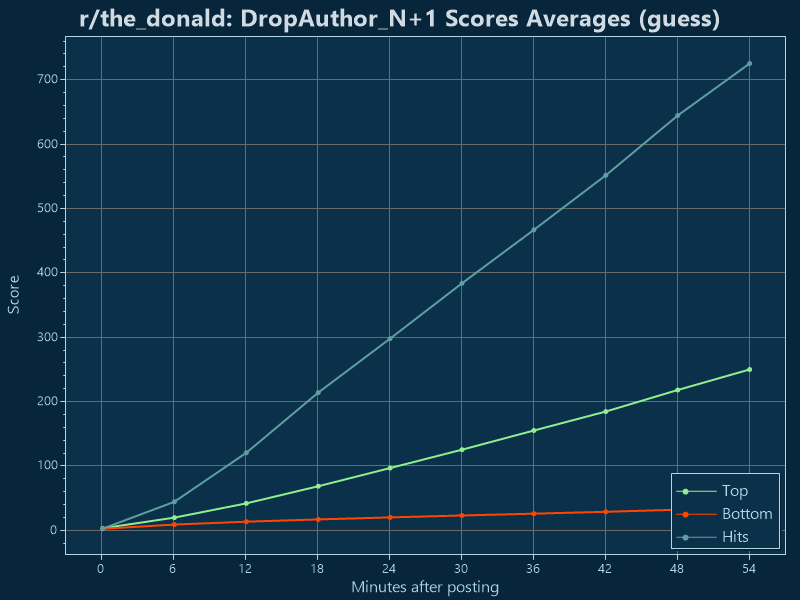 r/the_donald: DropAuthor_N+1 Scores Averages (guess)
700
600
500
400
300
200
100
0
Score
0 6 12 18 24 30 36 42 48 54
Minutes after posting
Top
Bottom
Hits